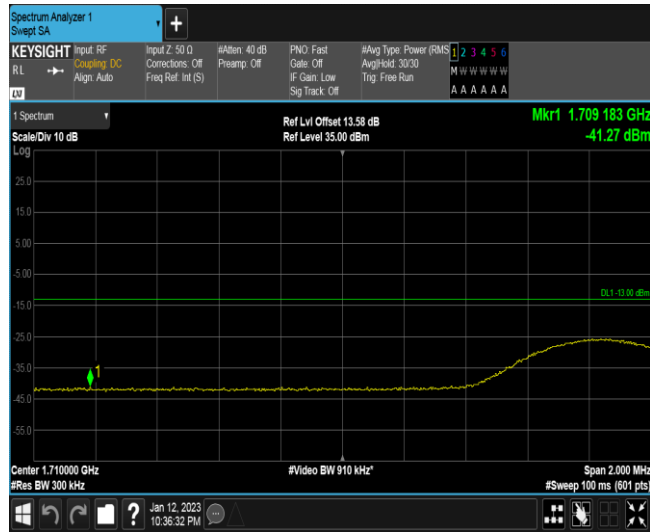 Spectrum Analyzer 1
Swept SA
+
KEYSIGHT
RL
LXI
Input: RF
Coupling: DC
Align: Auto
Input Z: 50 Ω
Corrections: Off
Freq Ref: Int (S)
#Atten: 40 dB
Preamp: Off
PNO: Fast
Gate: Off
IF Gain: Low
Sig Track: Off
#Avg Type: Power (RMS
Avg|Hold: 30/30
Trig: Free Run
1 2 3 4 5 6
M W W W W W
A A A A A A
1 Spectrum
Scale/Div 10 dB
Log
Ref Lvl Offset 13.58 dB
Ref Level 35.00 dBm
Mkr1 1.709 183 GHz
-41.27 dBm
25.0
15.0
5.00
-5.00
-15.0
-25.0
-35.0
-45.0
-55.0
DL1 -13.00 dBm
1
Center 1.710000 GHz
#Res BW 300 kHz
#Video BW 910 kHz*
Span 2.000 MHz
#Sweep 100 ms (601 pts)
?
Jan 12, 2023
10:36:32 PM